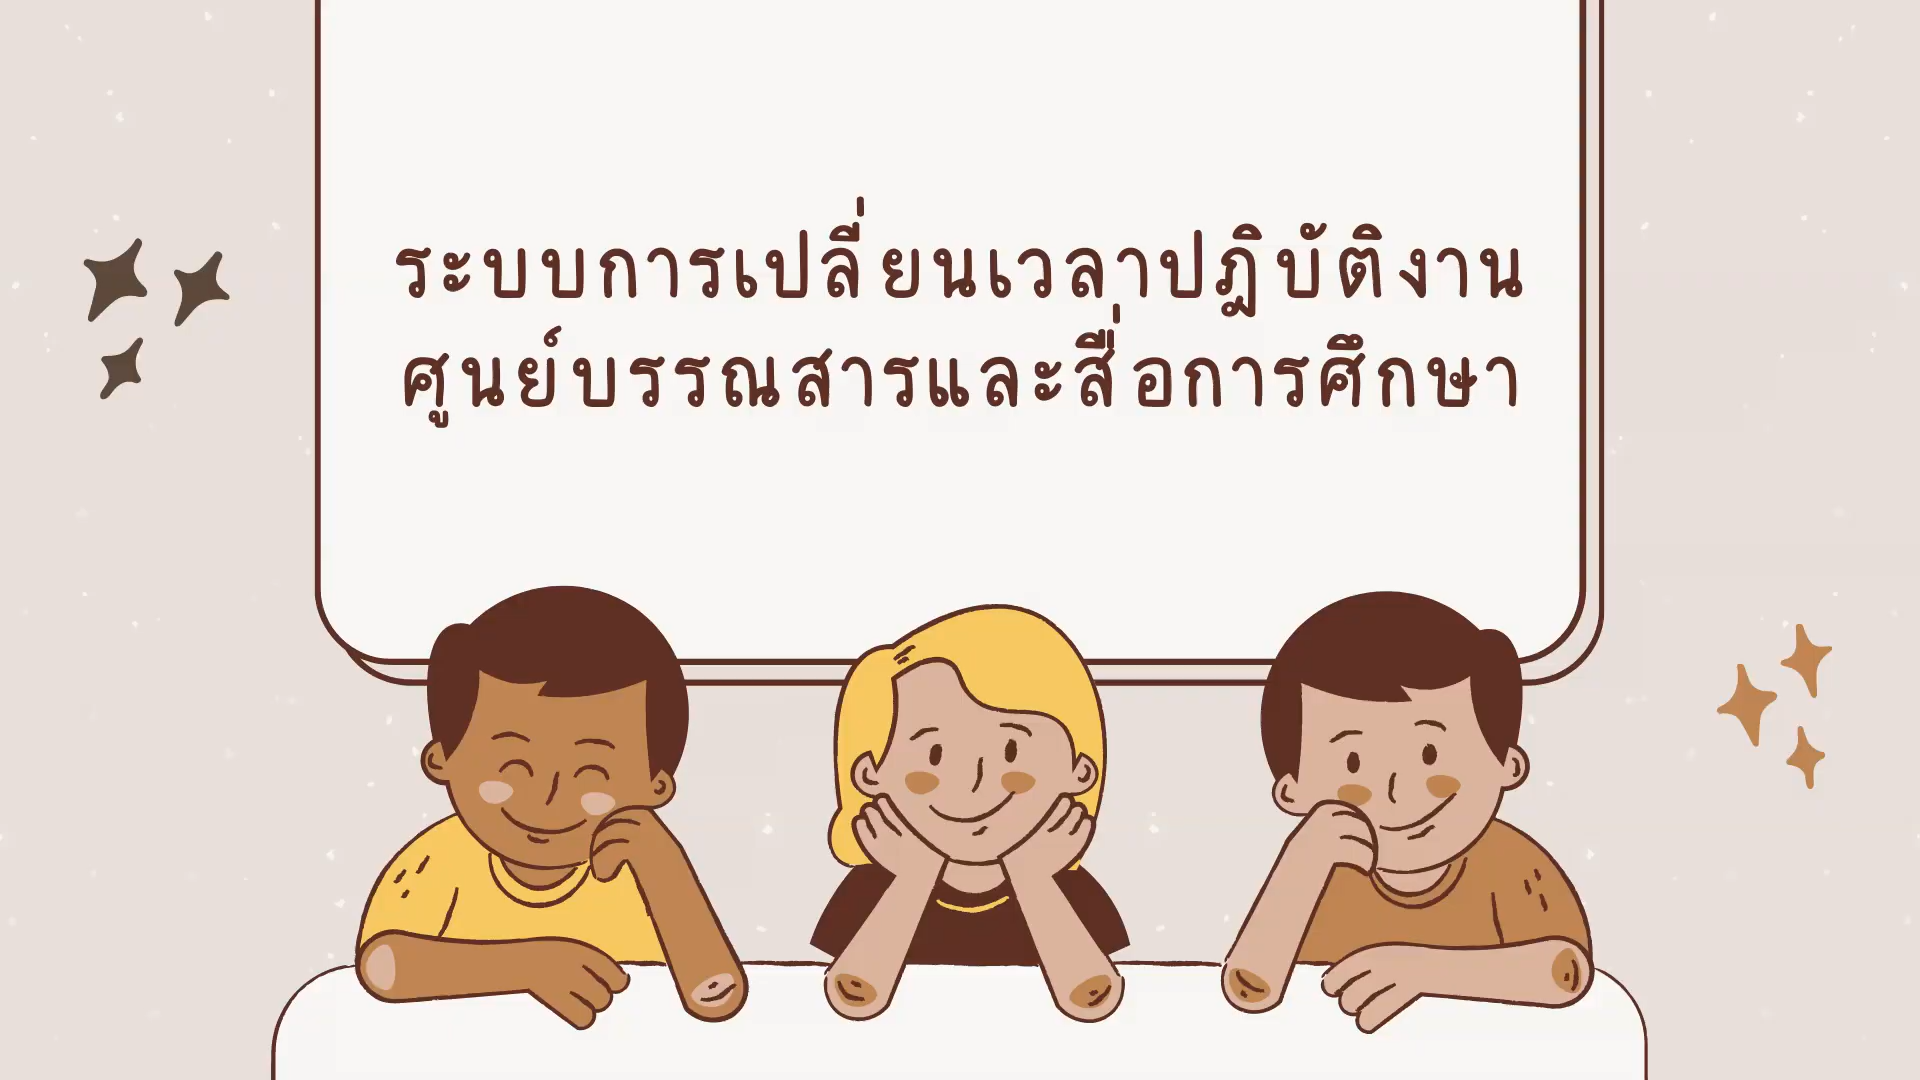 ระบบการเปลี่ยนเวลาปฎิบัติงาน
ศูนย์บรรณสารและสื่อการศึกษา